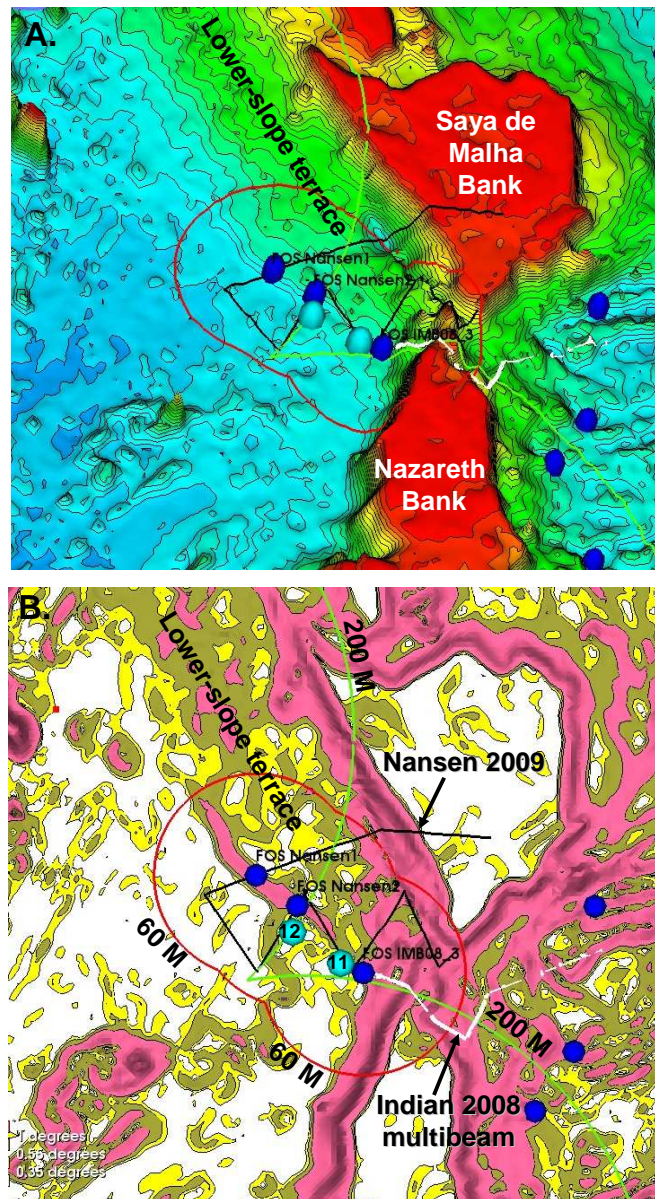 A.
Lower-slope terrace
Saya de
Malha
Bank
FOS Nansen1
FOS Nansen2
FOS IMB08_3
Nazareth
Bank
B.
Lower-slope terrace
200 M
Nansen 2009
FOS Nansen1
FOS Nansen2
12
11
FOS IMB08_3
60 M
60 M
200 M
Indian 2008
multibeam
1 degrees
0.55 degrees
0.35 degrees